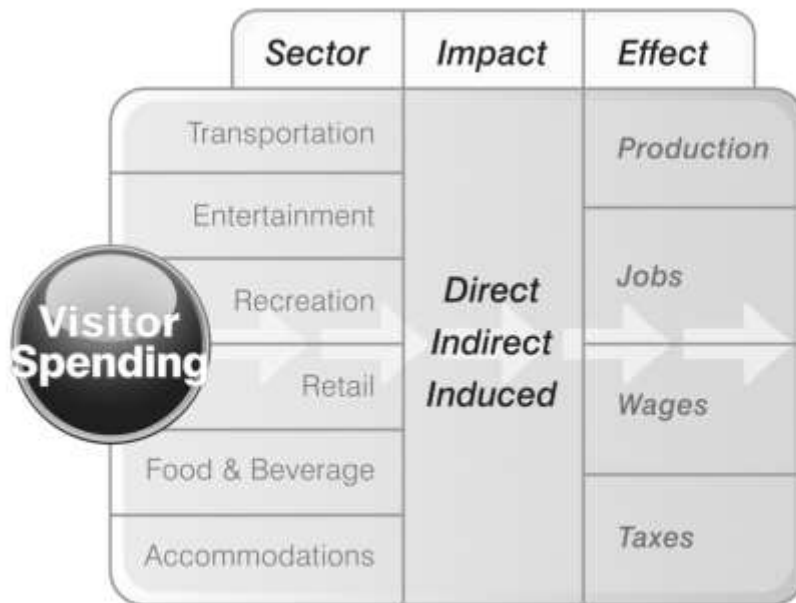 Sector
Impact
Effect
Transportation
Entertainment
Recreation
Retail
Food & Beverage
Accommodations
Visitor
Spending
Direct
Indirect
Induced
Production
Jobs
Wages
Taxes